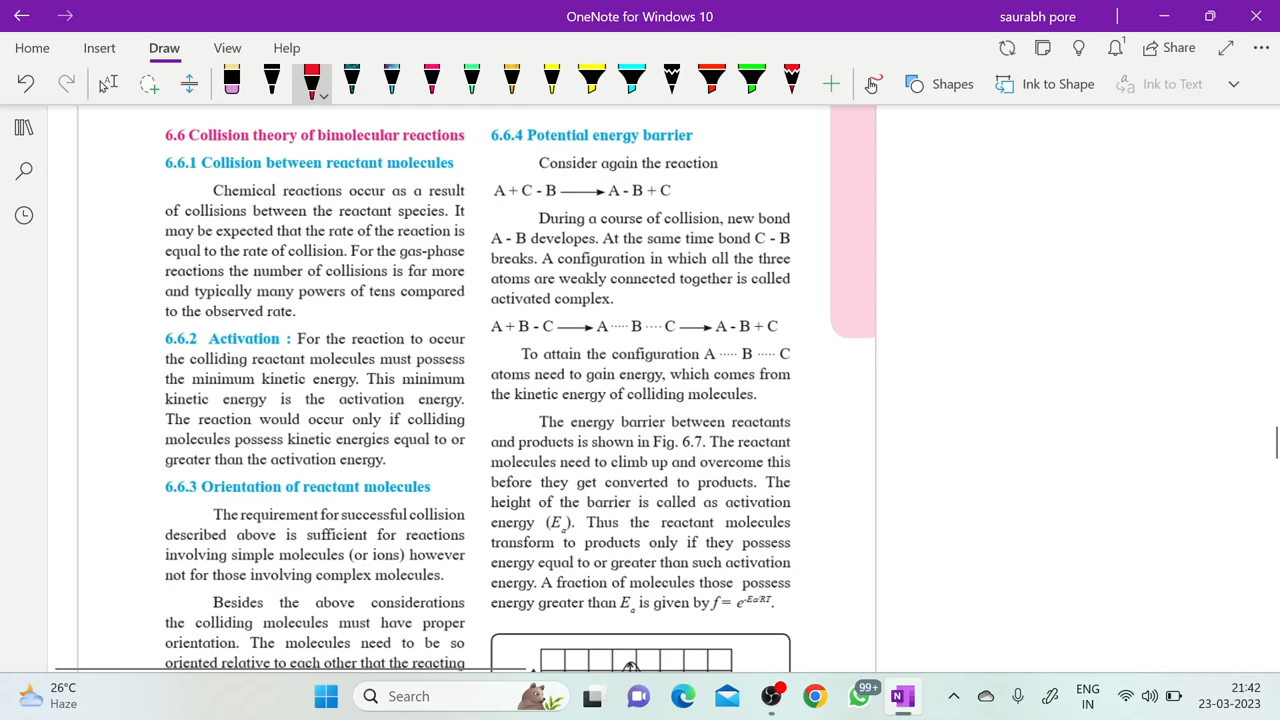 OneNote for Windows 10
saurabh pore
Home Insert Draw View Help
1
Share
Shapes
Ink to Shape
Ink to Text
6.6 Collision theory of bimolecular reactions
6.6.1 Collision between reactant molecules
Chemical reactions occur as a result
of collisions between the reactant species. It
may be expected that the rate of the reaction is
equal to the rate of collision. For the gas-phase
reactions the number of collisions is far more
and typically many powers of tens compared
to the observed rate.
6.6.2 Activation : For the reaction to occur
the colliding reactant molecules must possess
the minimum kinetic energy. This minimum
kinetic energy is the activation energy.
The reaction would occur only if colliding
molecules possess kinetic energies equal to or
greater than the activation energy.
6.6.3 Orientation of reactant molecules
The requirement for successful collision
described above is sufficient for reactions
involving simple molecules (or ions) however
not for those involving complex molecules.
Besides the above considerations
the colliding molecules must have proper
orientation. The molecules need to be so
oriented relative to each other that the reacting
6.6.4 Potential energy barrier
Consider again the reaction
A + C - B ⟶ A - B + C
During a course of collision, new bond
A - B developes. At the same time bond C - B
breaks. A configuration in which all the three
atoms are weakly connected together is called
activated complex.
A + B - C ⟶ A ····· B ···· C ⟶ A - B + C
To attain the configuration A ····· B ····· C
atoms need to gain energy, which comes from
the kinetic energy of colliding molecules.
The energy barrier between reactants
and products is shown in Fig. 6.7. The reactant
molecules need to climb up and overcome this
before they get converted to products. The
height of the barrier is called as activation
energy (Ea). Thus the reactant molecules
transform to products only if they possess
energy equal to or greater than such activation
energy. A fraction of molecules those possess
energy greater than Ea is given by f = e-Ea/RT.
26°C
Haze
Search
99+
ENG
IN
21:42
23-03-2023